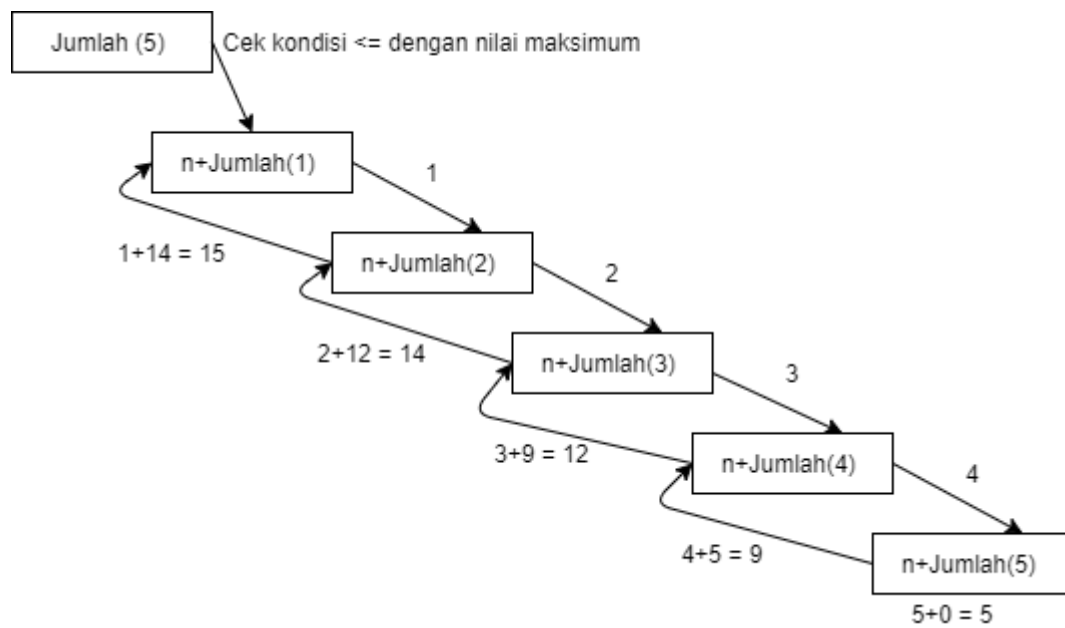 Jumlah (5)
Cek kondisi <= dengan nilai maksimum
n+Jumlah(1)
1
1+14 = 15
n+Jumlah(2)
2
2+12 = 14
n+Jumlah(3)
3
3+9 = 12
n+Jumlah(4)
4
4+5 = 9
n+Jumlah(5)
5+0 = 5